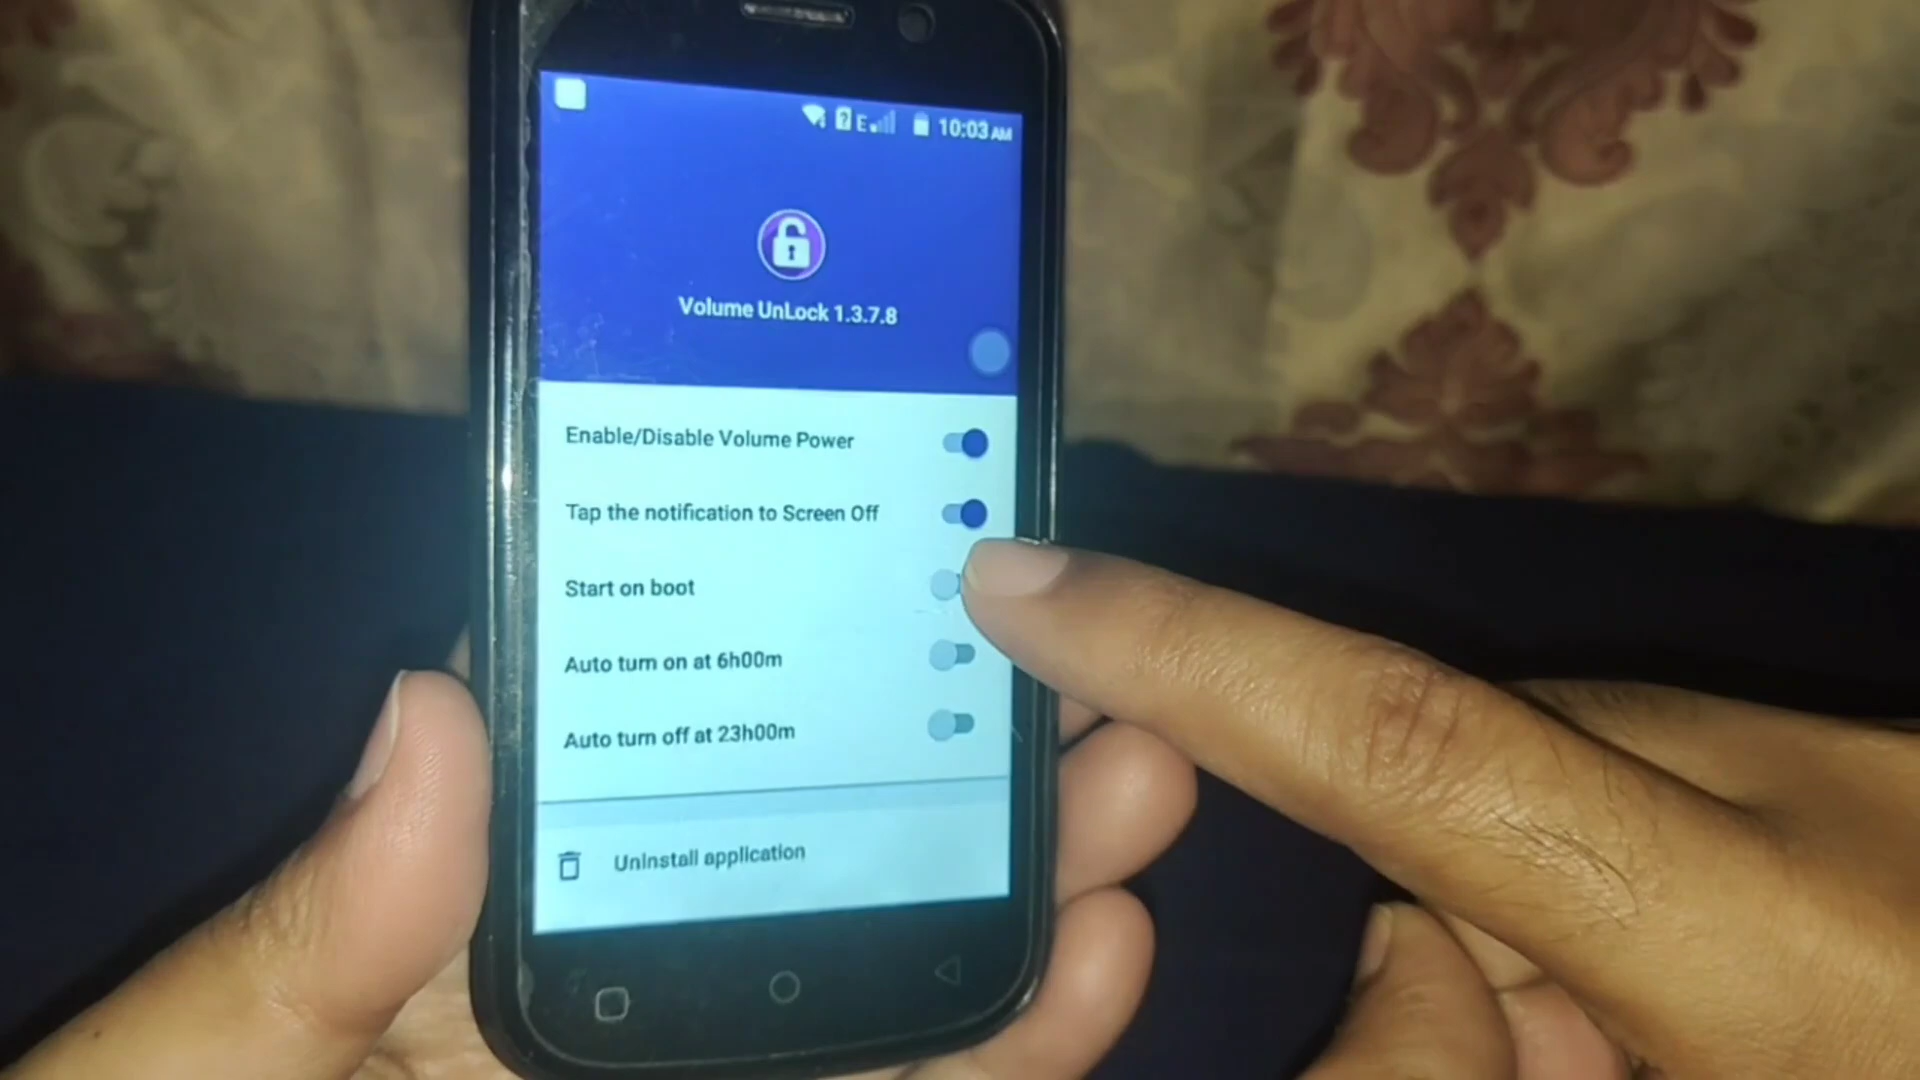 E 10:03 AM
Volume UnLock 1.3.7.8
Enable/Disable Volume Power
Tap the notification to Screen Off
Start on boot
Auto turn on at 6h00m
Auto turn off at 23h00m
Uninstall application